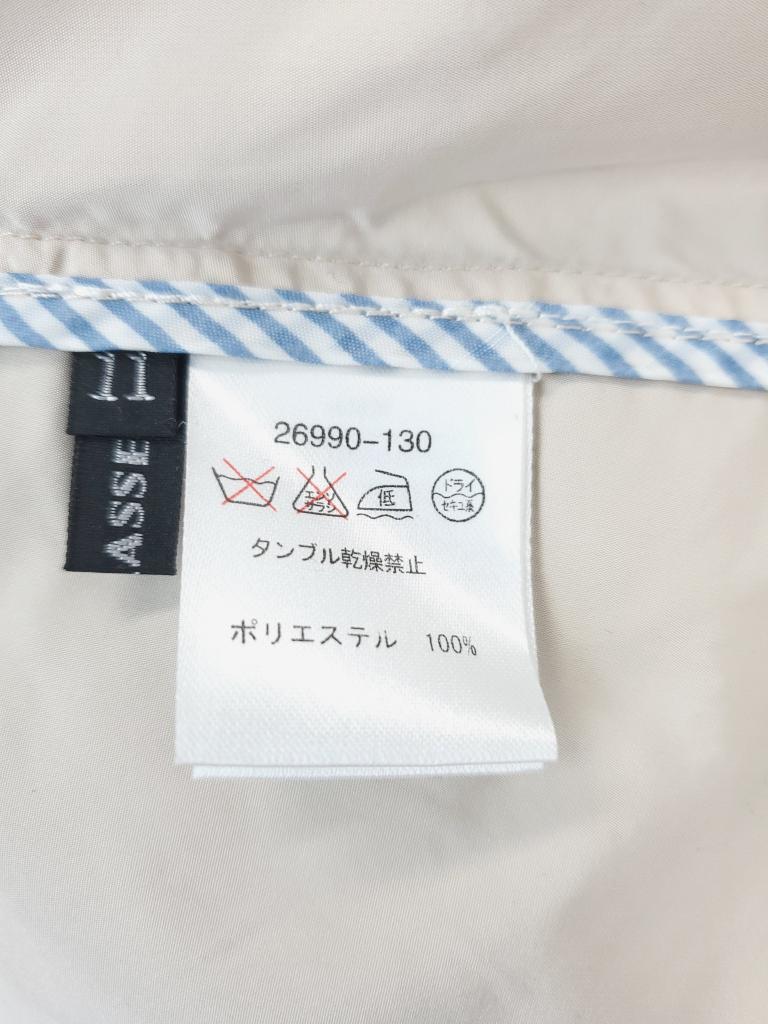 11
ASSE
26990-130
エンソ
サラシ
低
ドライ
セキユ系
タンブル乾燥禁止
ポリエステル 100%